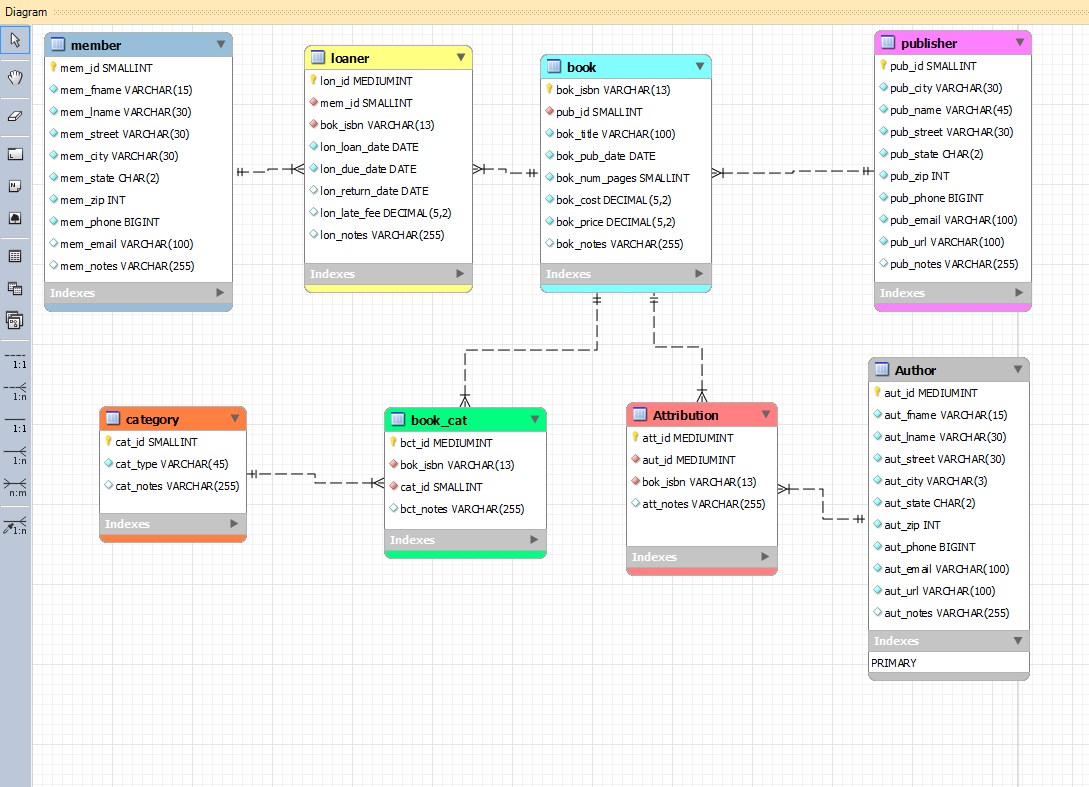 Diagram
member
mem_id SMALLINT
mem_fname VARCHAR(15)
mem_lname VARCHAR(30)
mem_street VARCHAR(30)
mem_city VARCHAR(30)
mem_state CHAR(2)
mem_zip INT
mem_phone BIGINT
mem_email VARCHAR(100)
mem_notes VARCHAR(255)
Indexes
loaner
lon_id MEDIUMINT
mem_id SMALLINT
bok_isbn VARCHAR(13)
lon_loan_date DATE
lon_due_date DATE
lon_return_date DATE
lon_late_fee DECIMAL(5,2)
lon_notes VARCHAR(255)
Indexes
book
bok_isbn VARCHAR(13)
pub_id SMALLINT
bok_title VARCHAR(100)
bok_pub_date DATE
bok_num_pages SMALLINT
bok_cost DECIMAL(5,2)
bok_price DECIMAL(5,2)
bok_notes VARCHAR(255)
Indexes
publisher
pub_id SMALLINT
pub_city VARCHAR(30)
pub_name VARCHAR(45)
pub_street VARCHAR(30)
pub_state CHAR(2)
pub_zip INT
pub_phone BIGINT
pub_email VARCHAR(100)
pub_url VARCHAR(100)
pub_notes VARCHAR(255)
Indexes
1:1
1:n
1:1
1:n
n:m
1:n
category
cat_id SMALLINT
cat_type VARCHAR(45)
cat_notes VARCHAR(255)
Indexes
book_cat
bct_id MEDIUMINT
bok_isbn VARCHAR(13)
cat_id SMALLINT
bct_notes VARCHAR(255)
Indexes
Attribution
att_id MEDIUMINT
aut_id MEDIUMINT
bok_isbn VARCHAR(13)
att_notes VARCHAR(255)
Indexes
Author
aut_id MEDIUMINT
aut_fname VARCHAR(15)
aut_lname VARCHAR(30)
aut_street VARCHAR(30)
aut_city VARCHAR(3)
aut_state CHAR(2)
aut_zip INT
aut_phone BIGINT
aut_email VARCHAR(100)
aut_url VARCHAR(100)
aut_notes VARCHAR(255)
Indexes
PRIMARY